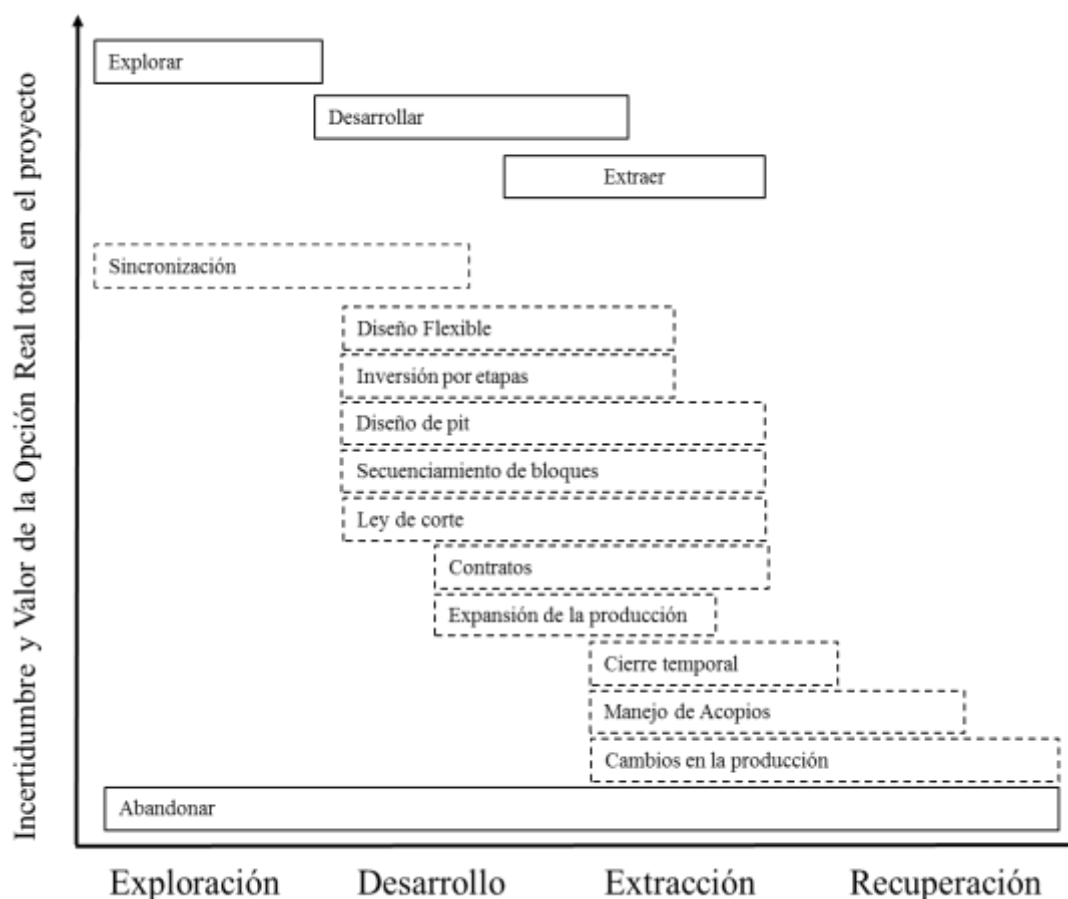 Incertidumbre y Valor de la Opción Real total en el proyecto
Explorar
Desarrollar
Extraer
Sincronización
Diseño Flexible
Inversión por etapas
Diseño de pit
Secuenciamiento de bloques
Ley de corte
Contratos
Expansión de la producción
Cierre temporal
Manejo de Acopios
Cambios en la producción
Abandonar
Exploración Desarrollo Extracción Recuperación